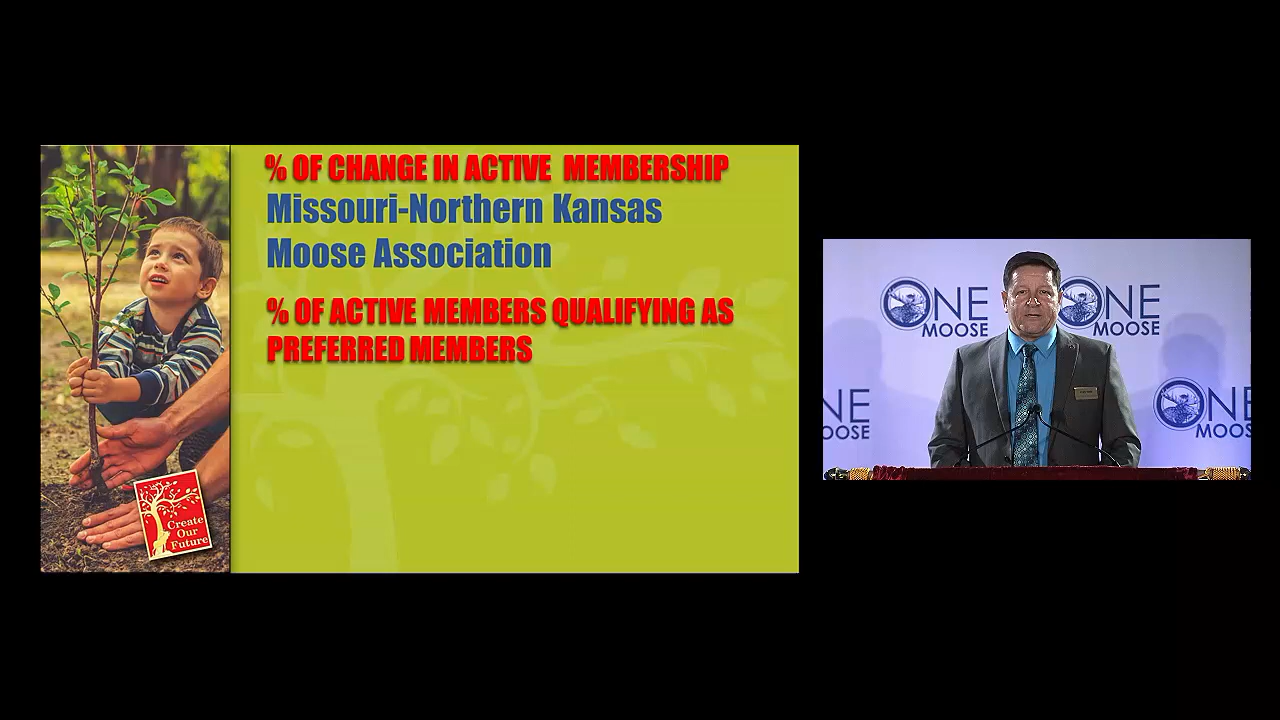 % OF CHANGE IN ACTIVE MEMBERSHIP
Missouri-Northern Kansas
Moose Association
% OF ACTIVE MEMBERS QUALIFYING AS
PREFERRED MEMBERS
Create
Our
Future
ONE
MOOSE
ONE
MOOSE
NE
OOSE
ONE
MOOSE